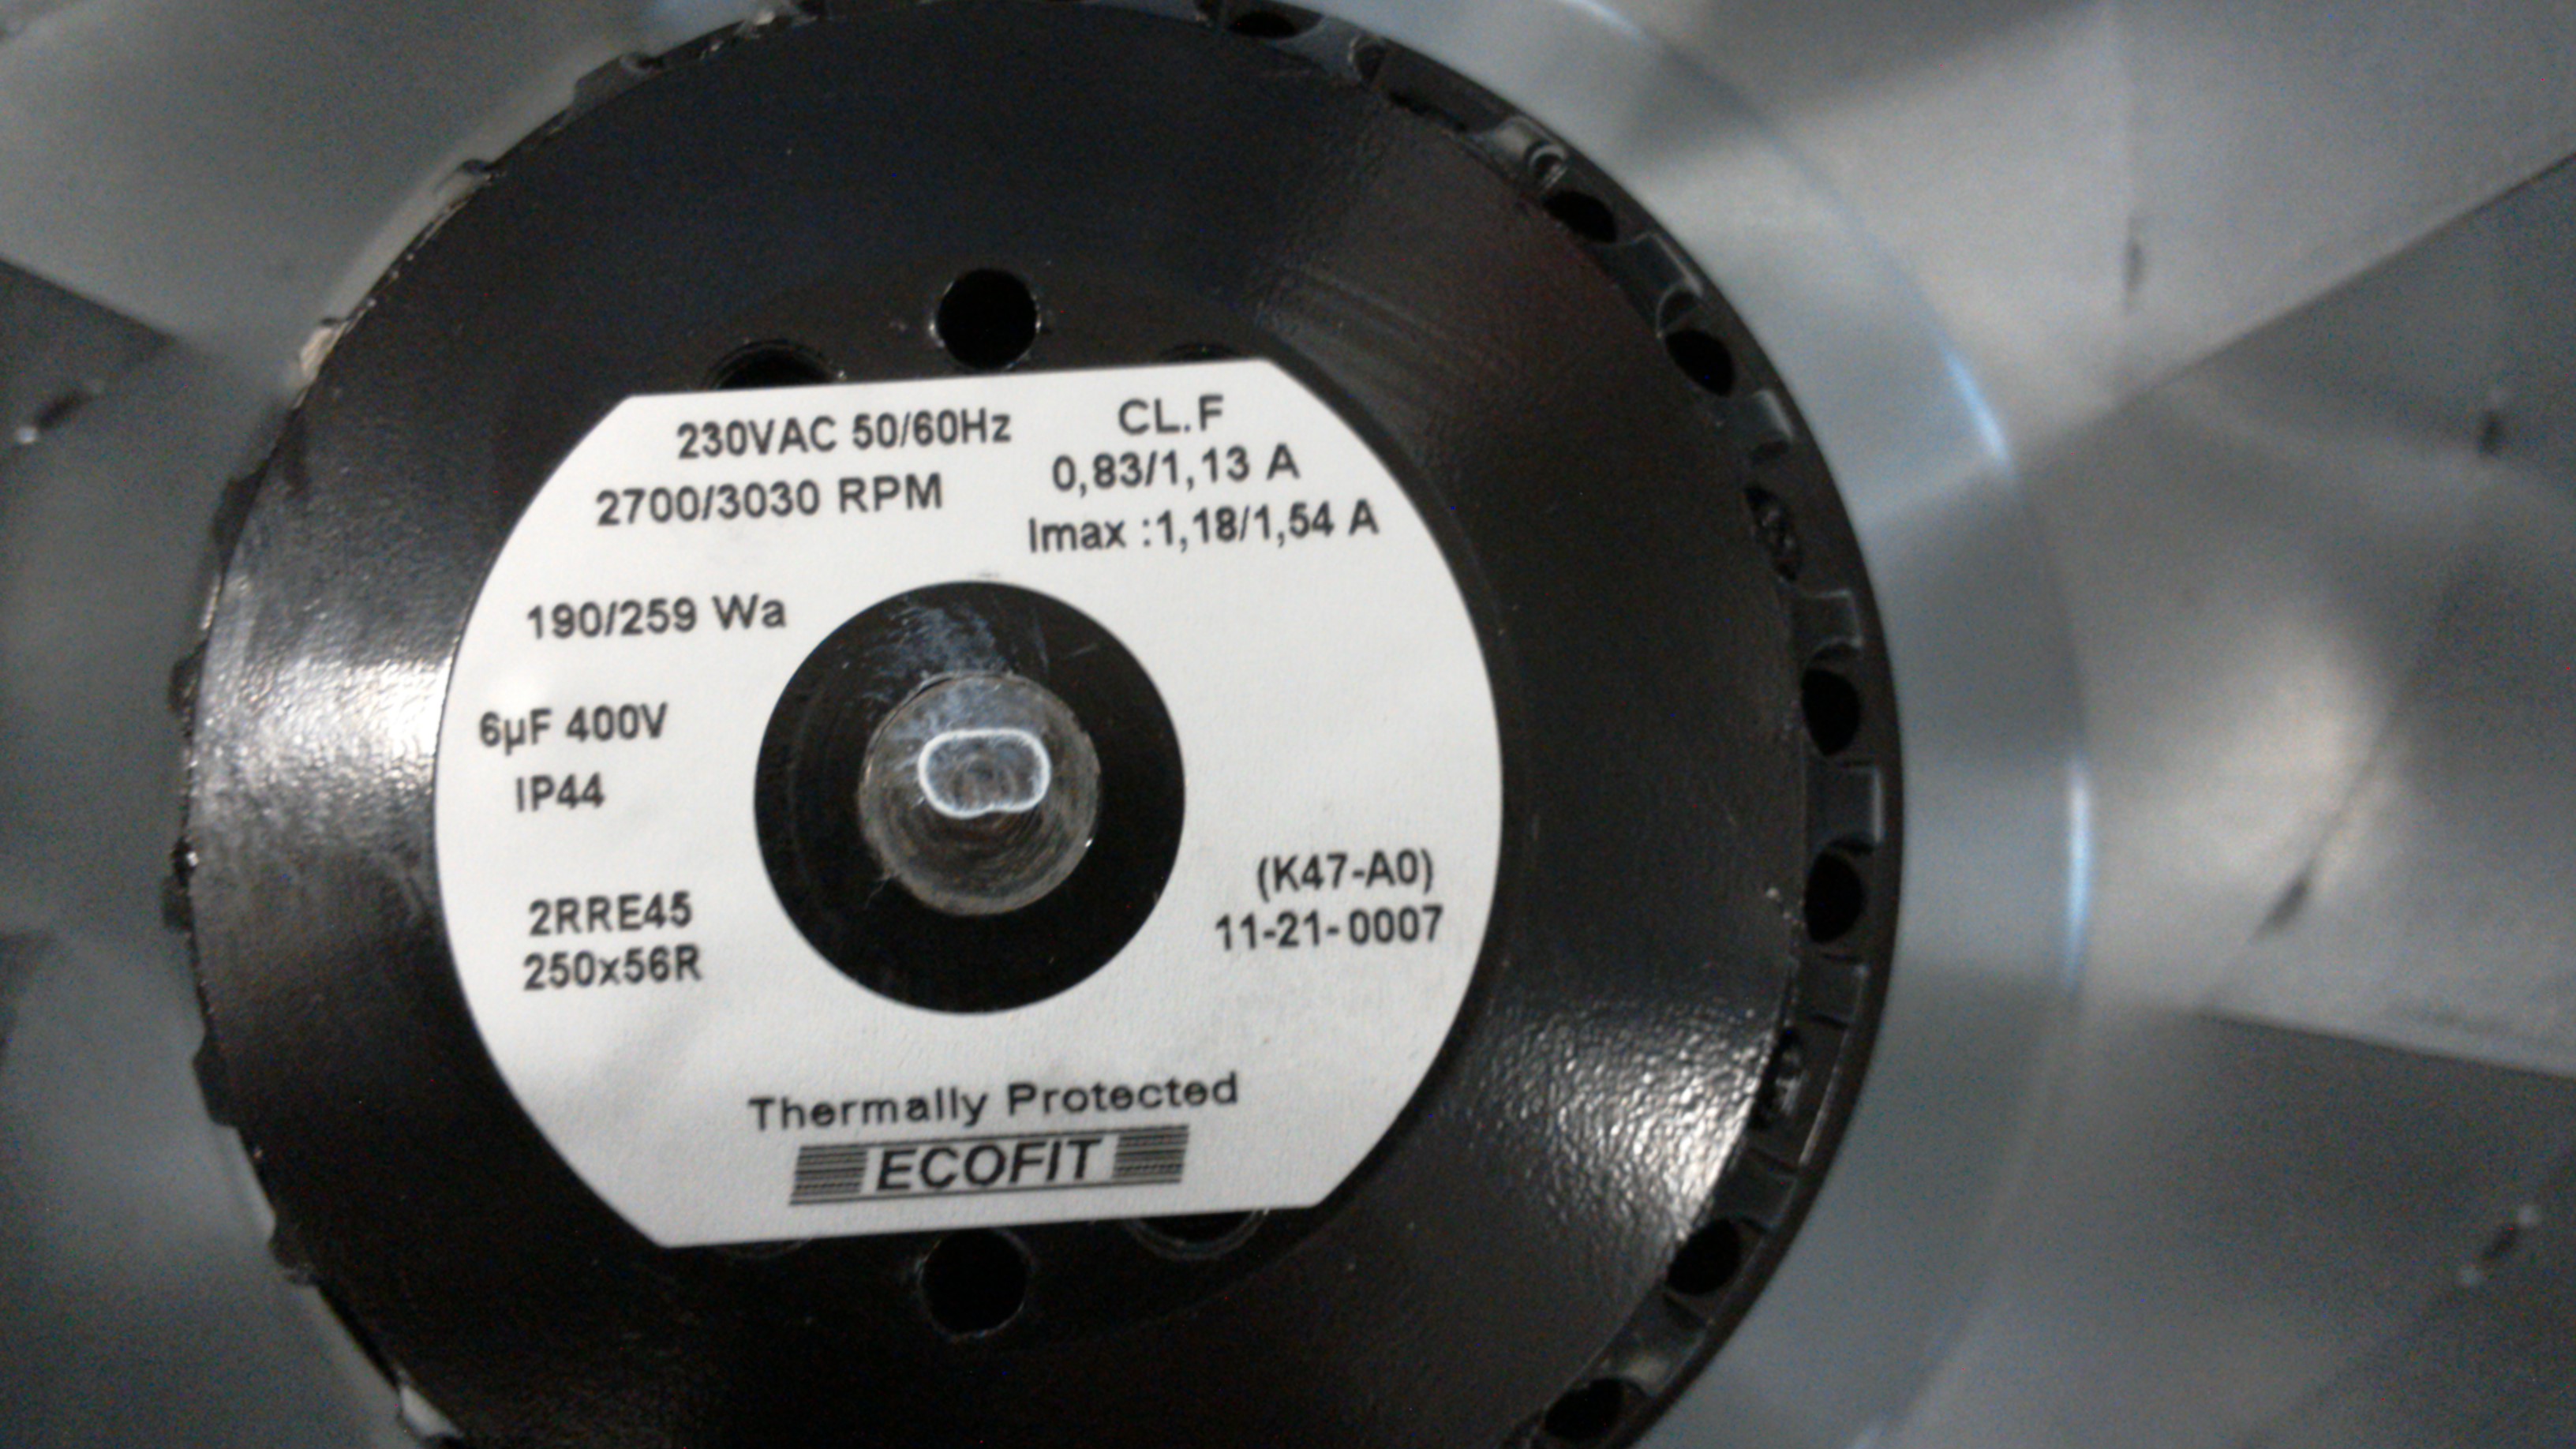 230VAC 50/60Hz
CL.F
2700/3030 RPM
0,83/1,13 A
Imax :1,18/1,54 A
190/259 Wa
6µF 400V
IP44
2RRE45
250x56R
(K47-A0)
11-21-0007
Thermally Protected
ECOFIT